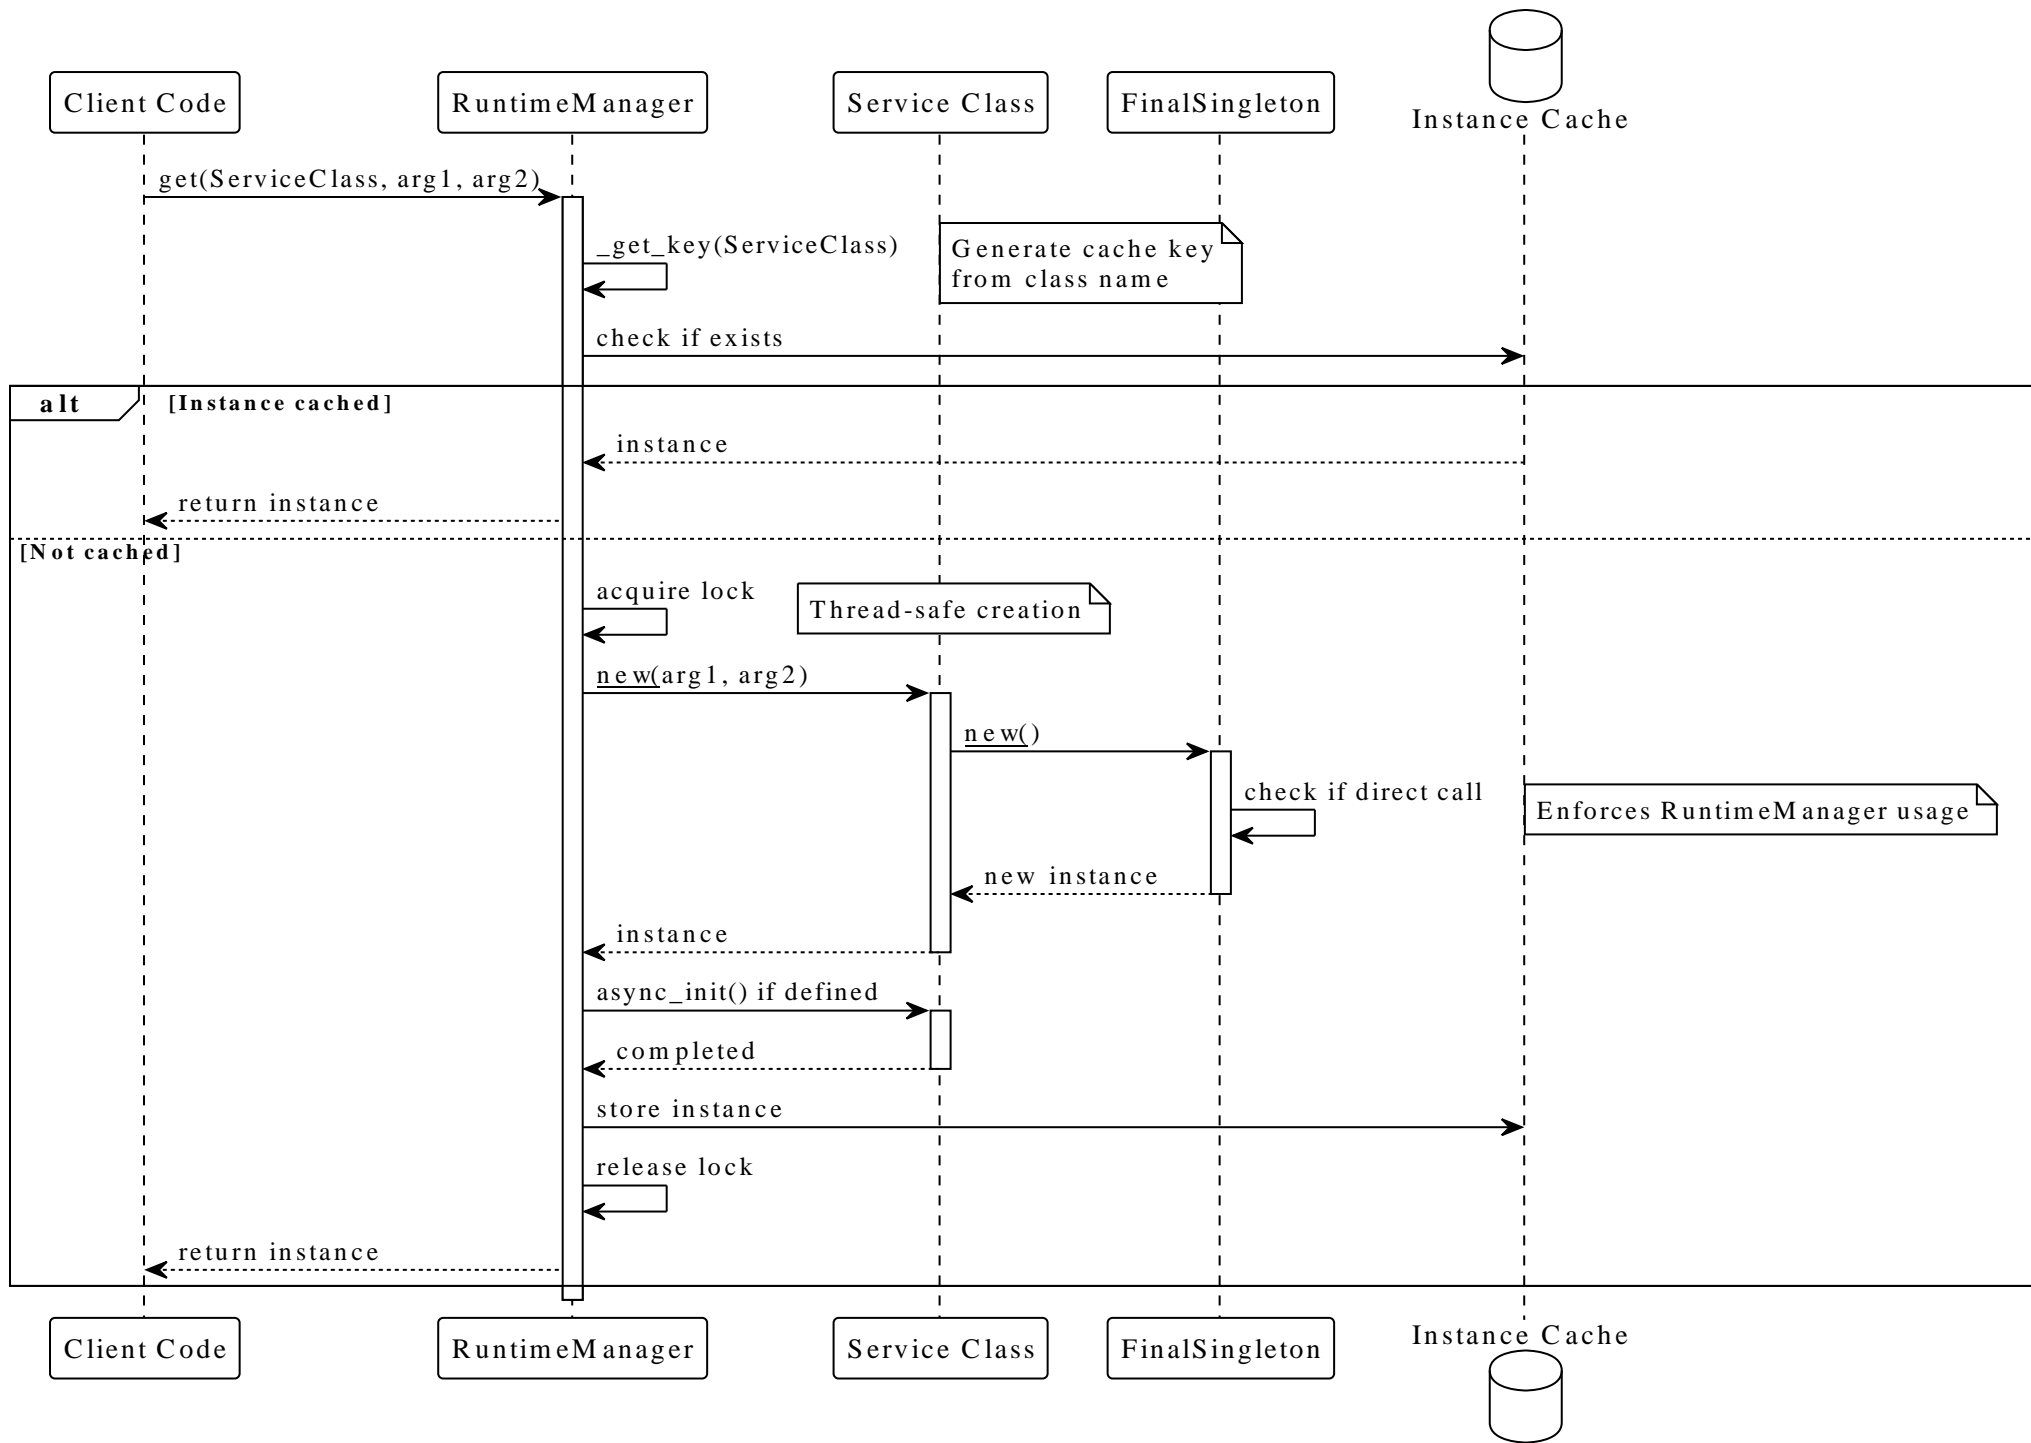 Client Code
RuntimeManager
Service Class
FinalSingleton
Instance Cache
get(ServiceClass, arg1, arg2)
_get_key(ServiceClass)
Generate cache key
from class name
check if exists
alt
[Instance cached]
instance
return instance
[Not cached]
acquire lock
Thread-safe creation
new(arg1, arg2)
new()
check if direct call
Enforces RuntimeManager usage
new instance
instance
async_init() if defined
completed
store instance
release lock
return instance
Client Code
RuntimeManager
Service Class
FinalSingleton
Instance Cache